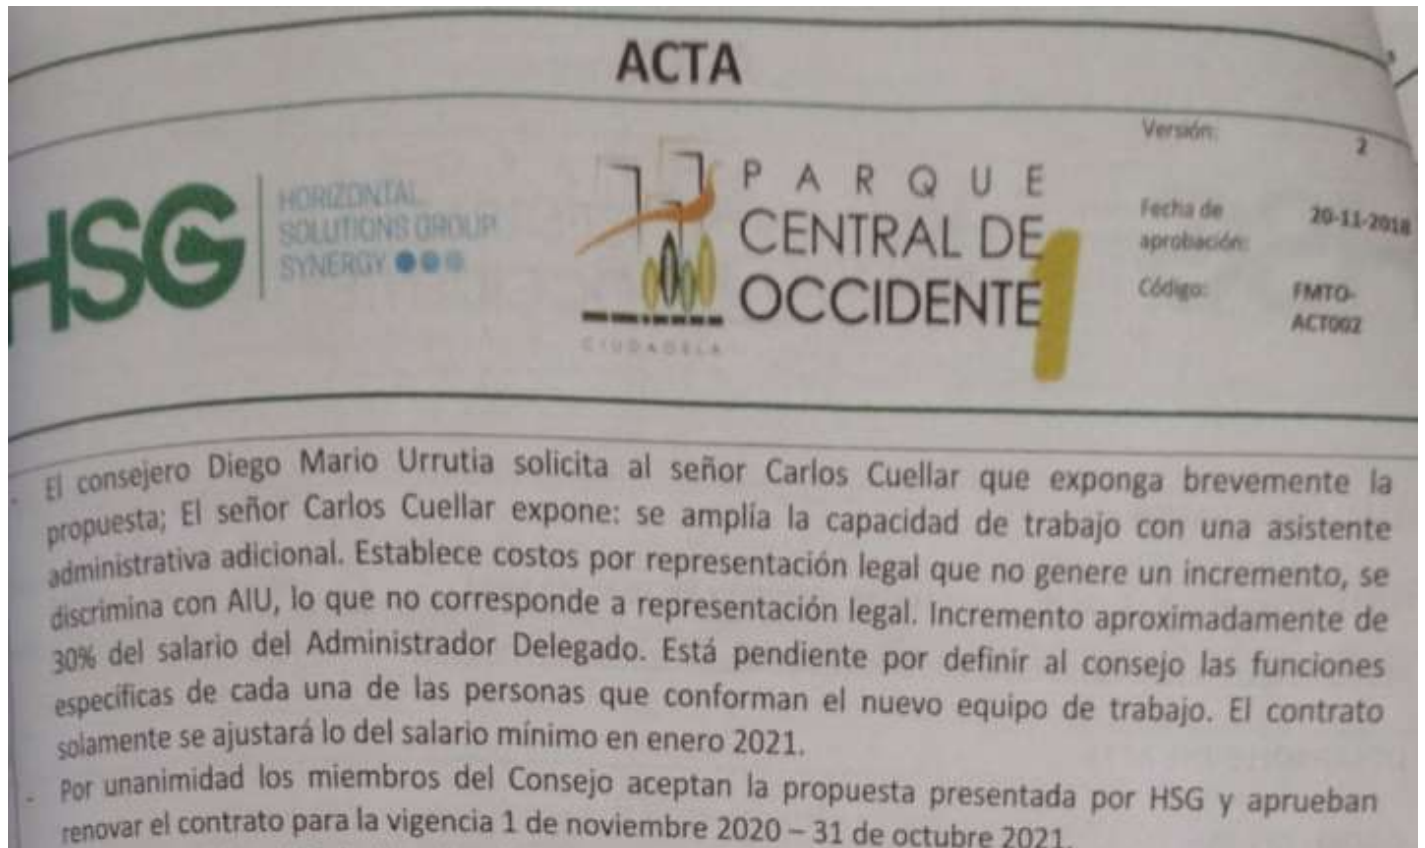 ACTA
HSG
HORIZONTAL
SOLUTIONS GROUP
SYNERGY
PARQUE
CENTRAL DE
OCCIDENTE 1
CIUDADELA
Versión: 2
Fecha de
aprobación: 20-11-2018
Código: FMTO-
ACT002
- El consejero Diego Mario Urrutia solicita al señor Carlos Cuellar que exponga brevemente la
propuesta; El señor Carlos Cuellar expone: se amplía la capacidad de trabajo con una asistente
administrativa adicional. Establece costos por representación legal que no genere un incremento, se
discrimina con AIU, lo que no corresponde a representación legal. Incremento aproximadamente de
30% del salario del Administrador Delegado. Está pendiente por definir al consejo las funciones
específicas de cada una de las personas que conforman el nuevo equipo de trabajo. El contrato
solamente se ajustará lo del salario mínimo en enero 2021.
- Por unanimidad los miembros del Consejo aceptan la propuesta presentada por HSG y aprueban
renovar el contrato para la vigencia 1 de noviembre 2020 – 31 de octubre 2021.